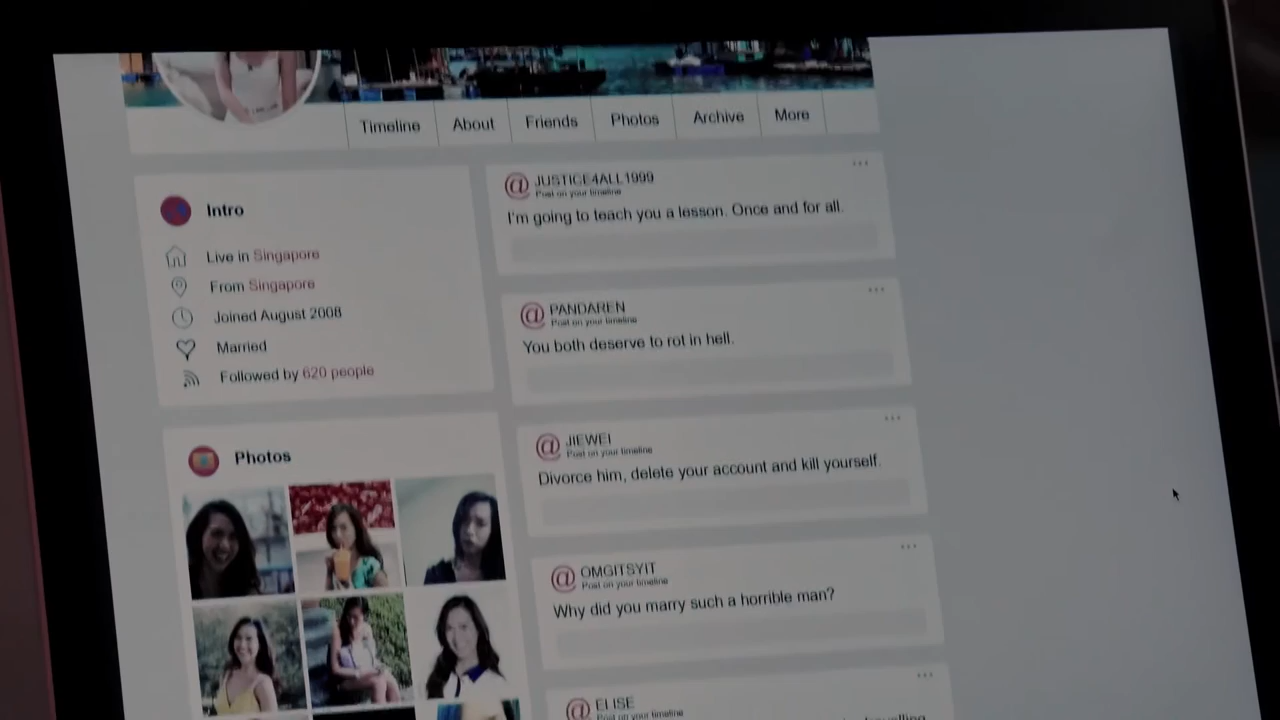 Timeline
About
Friends
Photos
Archive
More
Intro
Live in Singapore
From Singapore
Joined August 2008
Married
Followed by 620 people
Photos
@ JUSTICE4ALL1999
Post on your timeline
I'm going to teach you a lesson. Once and for all.
@ PANDAREN
Post on your timeline
You both deserve to rot in hell.
@ JIEWEI
Post on your timeline
Divorce him, delete your account and kill yourself.
@ OMGITSYIT
Post on your timeline
Why did you marry such a horrible man?
@ ELISE
Post on your timeline
travelling